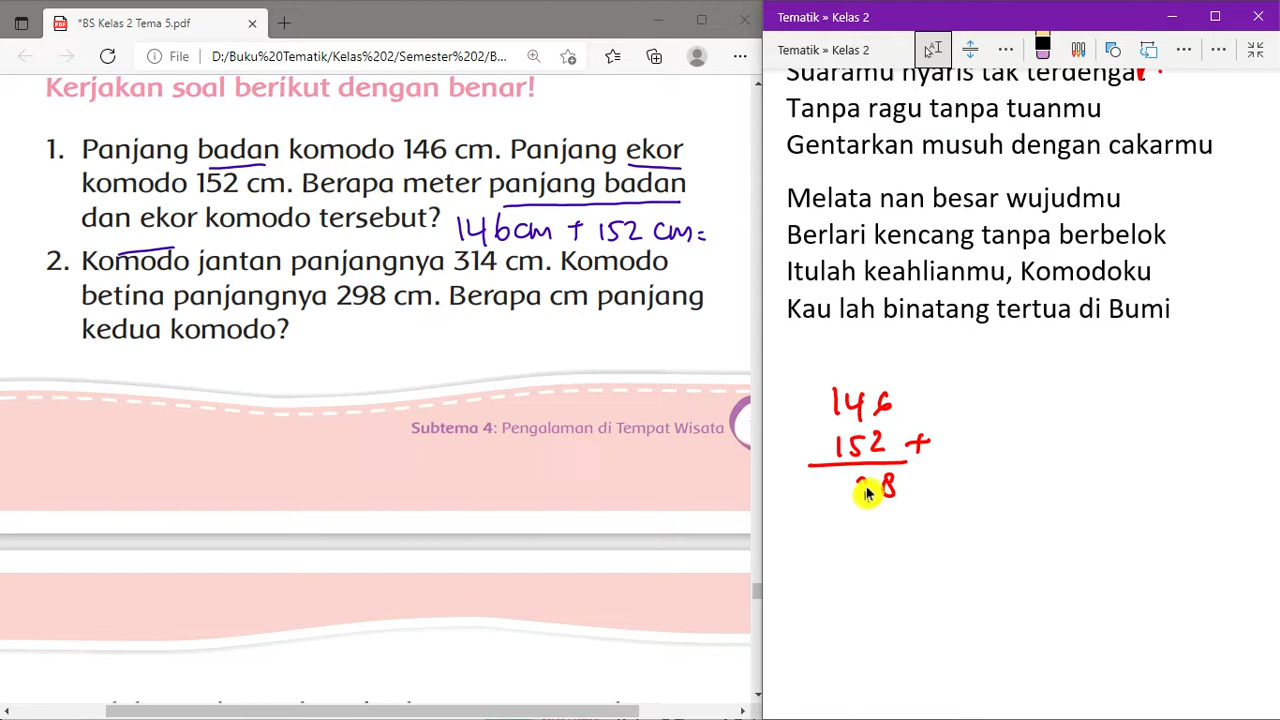 *BS Kelas 2 Tema 5.pdf
File
D:/Buku%20Tematik/Kelas%202/Semester%202/B...
Kerjakan soal berikut dengan benar!
1. Panjang badan komodo 146 cm. Panjang ekor
komodo 152 cm. Berapa meter panjang badan
dan ekor komodo tersebut?
146cm + 152 cm=
2. Komodo jantan panjangnya 314 cm. Komodo
betina panjangnya 298 cm. Berapa cm panjang
kedua komodo?
Subtema 4: Pengalaman di Tempat Wisata
Tematik » Kelas 2
Tematik » Kelas 2
Suaramu nyaris tak terdengar
Tanpa ragu tanpa tuanmu
Gentarkan musuh dengan cakarmu
Melata nan besar wujudmu
Berlari kencang tanpa berbelok
Itulah keahlianmu, Komodoku
Kau lah binatang tertua di Bumi
146
152 +
8